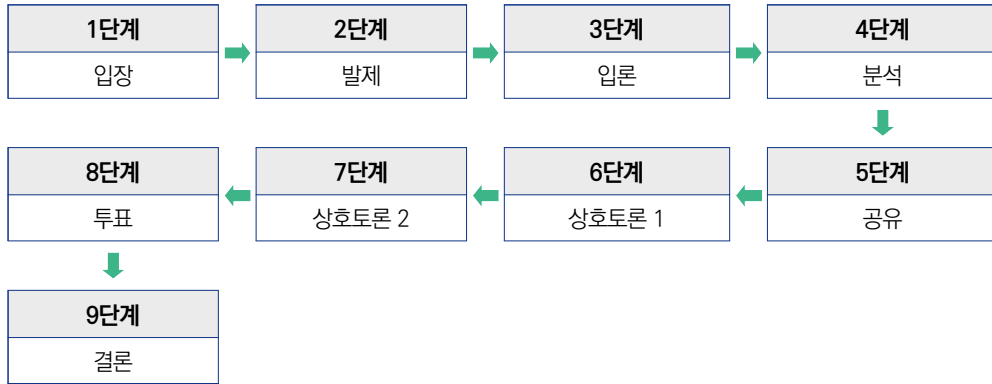 1단계
입장
2단계
발제
3단계
입론
4단계
분석
5단계
공유
6단계
상호토론 1
7단계
상호토론 2
8단계
투표
9단계
결론